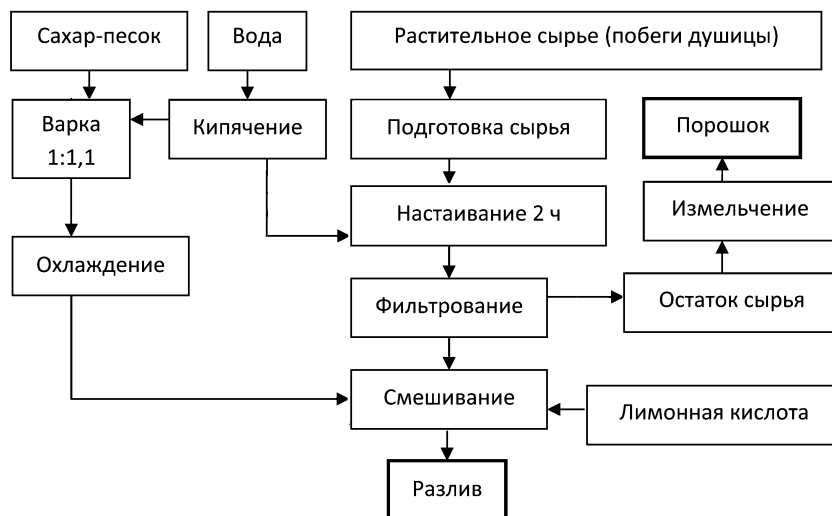 Сахар-песок
Вода
Растительное сырье (побеги душицы)
Варка
1:1,1
Кипячение
Подготовка сырья
Порошок
Настаивание 2 ч
Измельчение
Охлаждение
Фильтрование
Остаток сырья
Смешивание
Лимонная кислота
Разлив